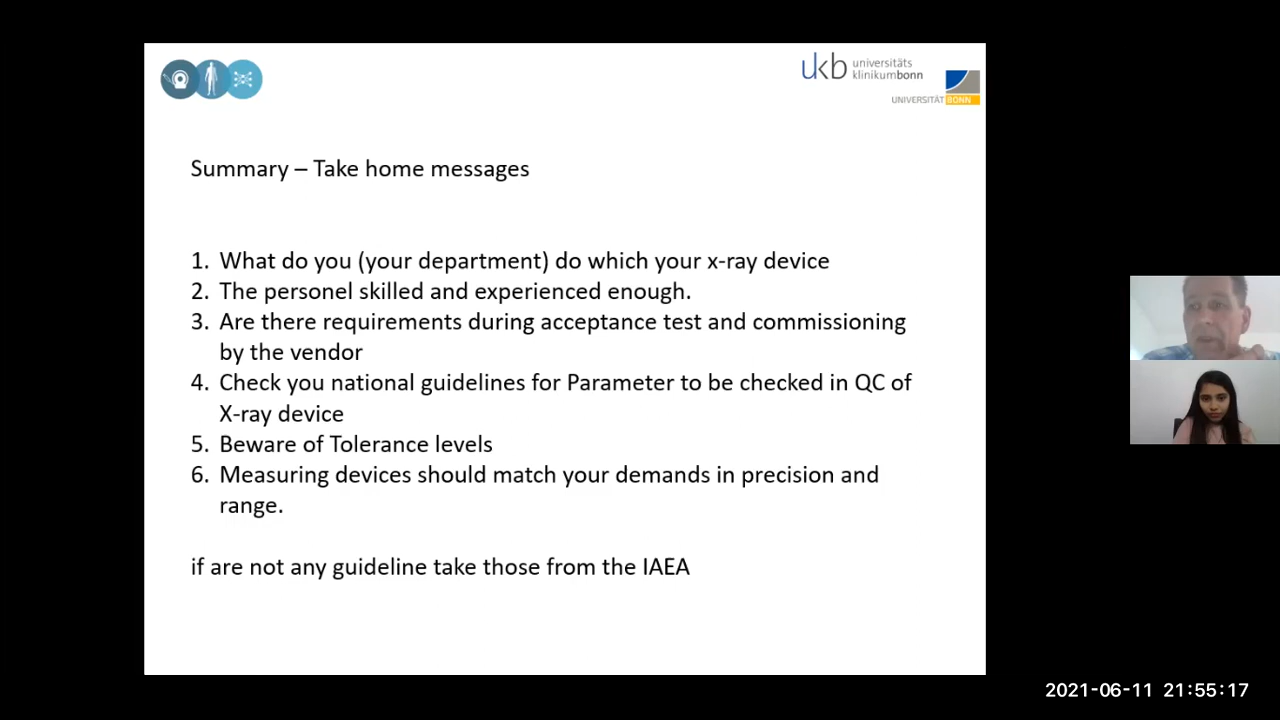 ukb universitäts
klinikumbonn
UNIVERSITÄT BONN
Summary – Take home messages
1. What do you (your department) do which your x-ray device
2. The personel skilled and experienced enough.
3. Are there requirements during acceptance test and commissioning
by the vendor
4. Check you national guidelines for Parameter to be checked in QC of
X-ray device
5. Beware of Tolerance levels
6. Measuring devices should match your demands in precision and
range.
if are not any guideline take those from the IAEA
2021-06-11 21:55:17